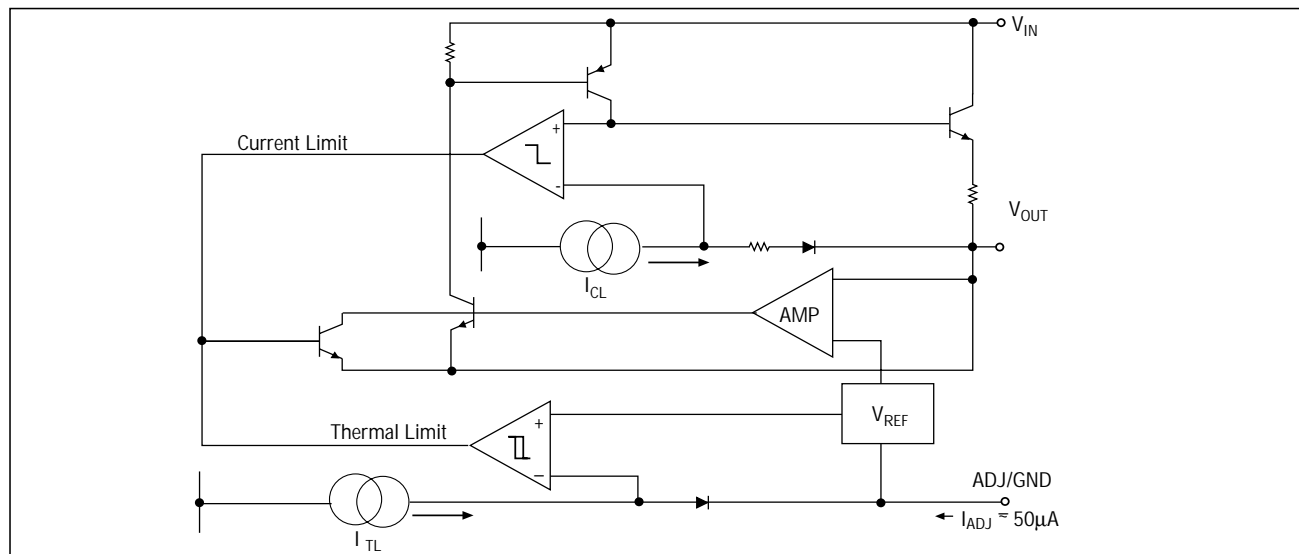 V_IN
Current Limit
+
-
V_OUT
I_CL
AMP
V_REF
Thermal Limit
+
−
ADJ/GND
I_ADJ ≈ 50µA
I_TL